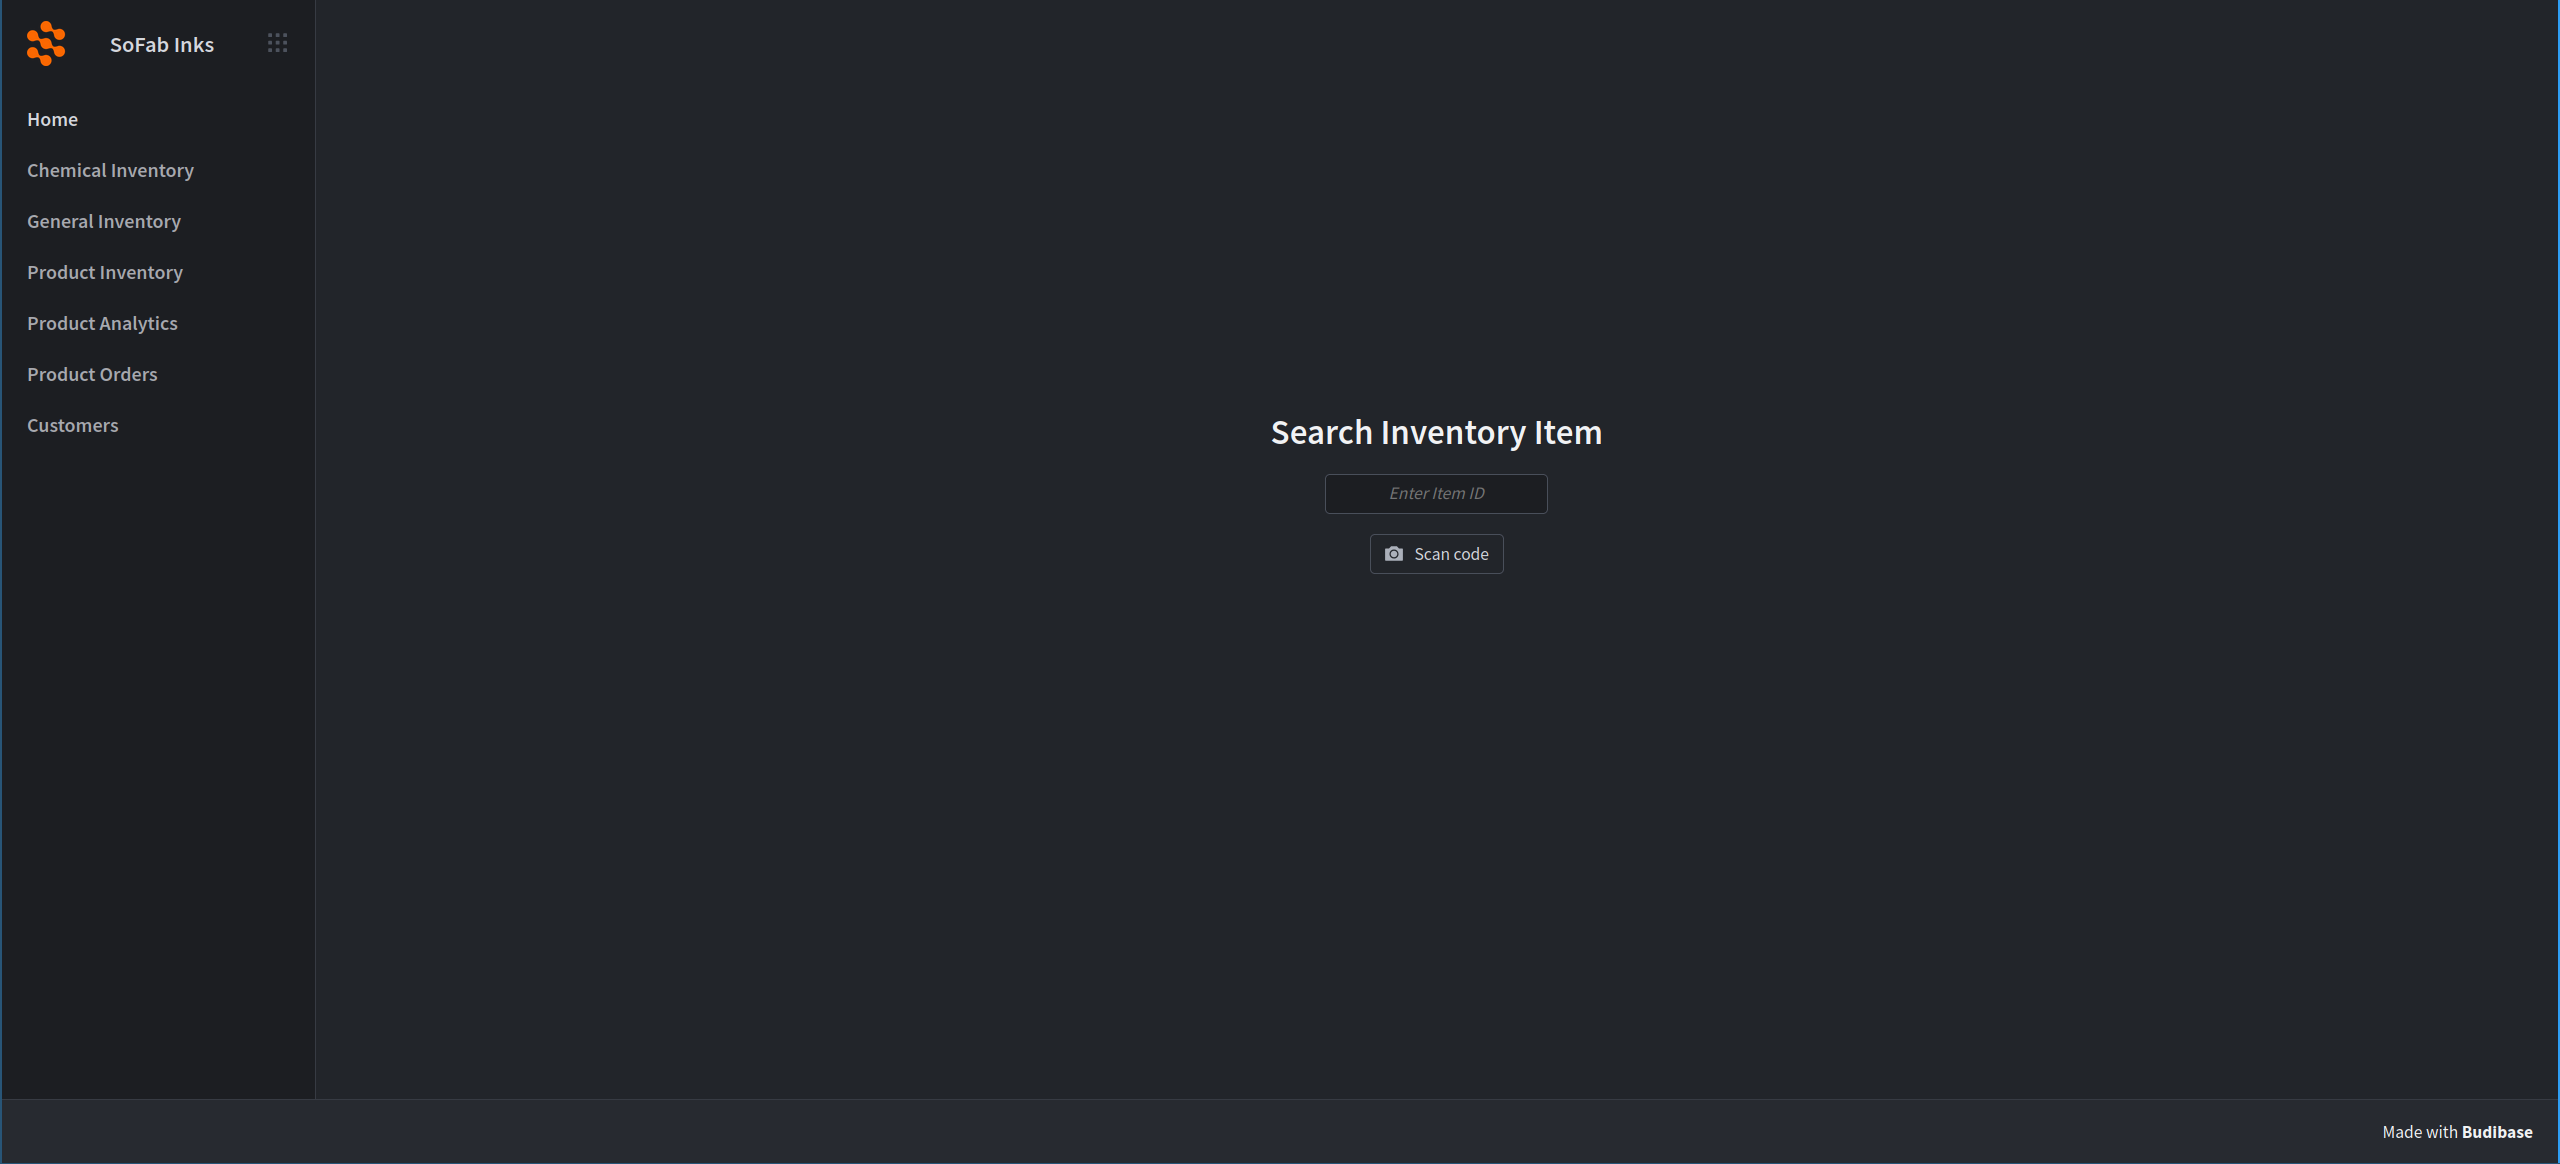 SoFab Inks
Home
Chemical Inventory
General Inventory
Product Inventory
Product Analytics
Product Orders
Customers
Search Inventory Item
Enter Item ID
Scan code
Made with Budibase